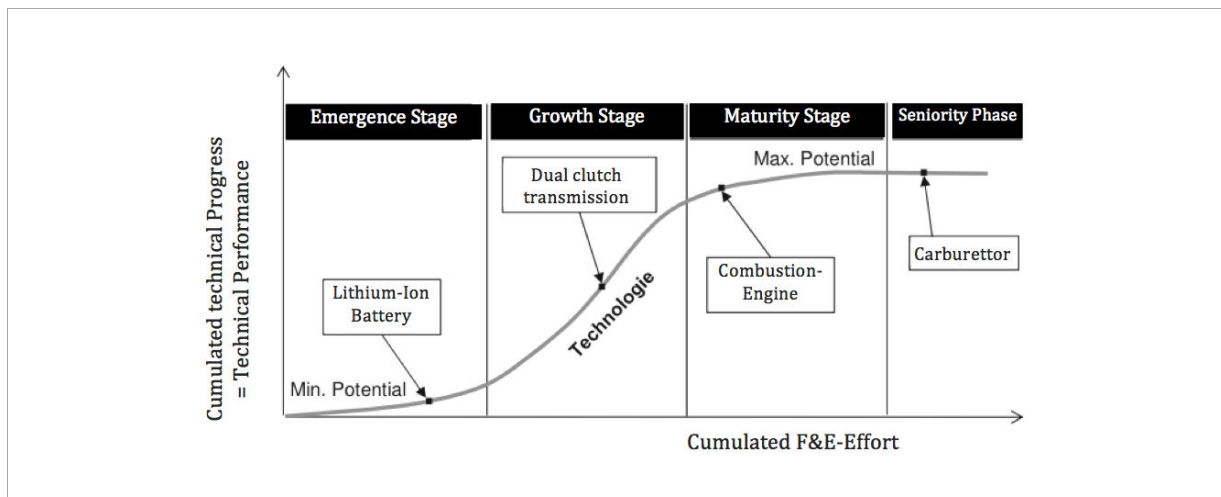 Emergence Stage
Growth Stage
Maturity Stage
Seniority Phase
Cumulated technical Progress
= Technical Performance
Max. Potential
Dual clutch
transmission
Carburettor
Combustion-
Engine
Lithium-Ion
Battery
Technologie
Min. Potential
Cumulated F&E-Effort